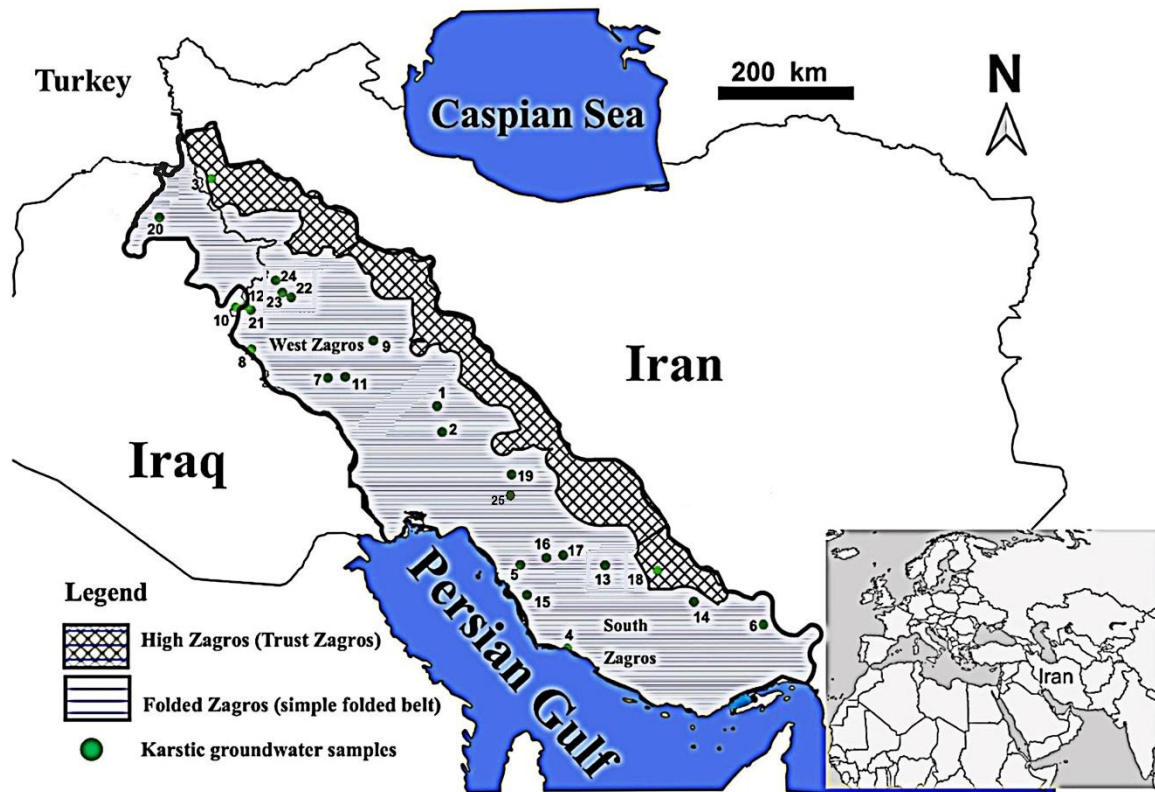 Turkey
Caspian Sea
200 km
N
3
20
24
12
23
22
10
21
8
West Zagros
9
Iran
7
11
1
2
Iraq
19
25
16
17
5
13
18
15
14
6
4
South
Zagros
Persian Gulf
Legend
High Zagros (Trust Zagros)
Folded Zagros (simple folded belt)
Karstic groundwater samples
Iran